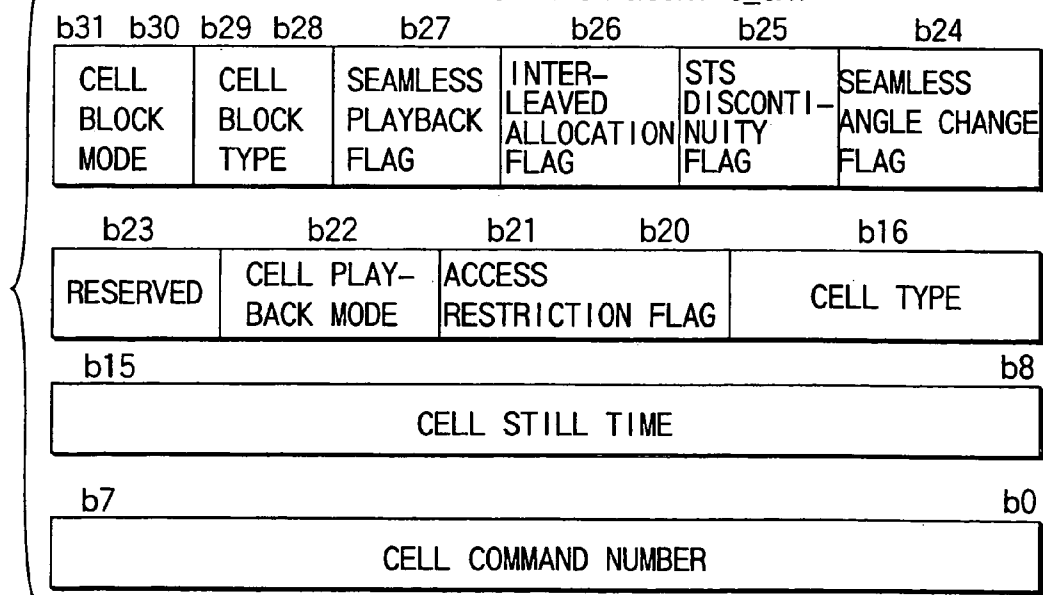 b31 b30 b29 b28 b27 b26 b25 b24
CELL BLOCK MODE
CELL BLOCK TYPE
SEAMLESS PLAYBACK FLAG
INTER-LEAVED ALLOCATION FLAG
STS DISCONTI-NUITY FLAG
SEAMLESS ANGLE CHANGE FLAG
b23 b22 b21 b20 b16
RESERVED
CELL PLAY-BACK MODE
ACCESS RESTRICTION FLAG
CELL TYPE
b15 b8
CELL STILL TIME
b7 b0
CELL COMMAND NUMBER